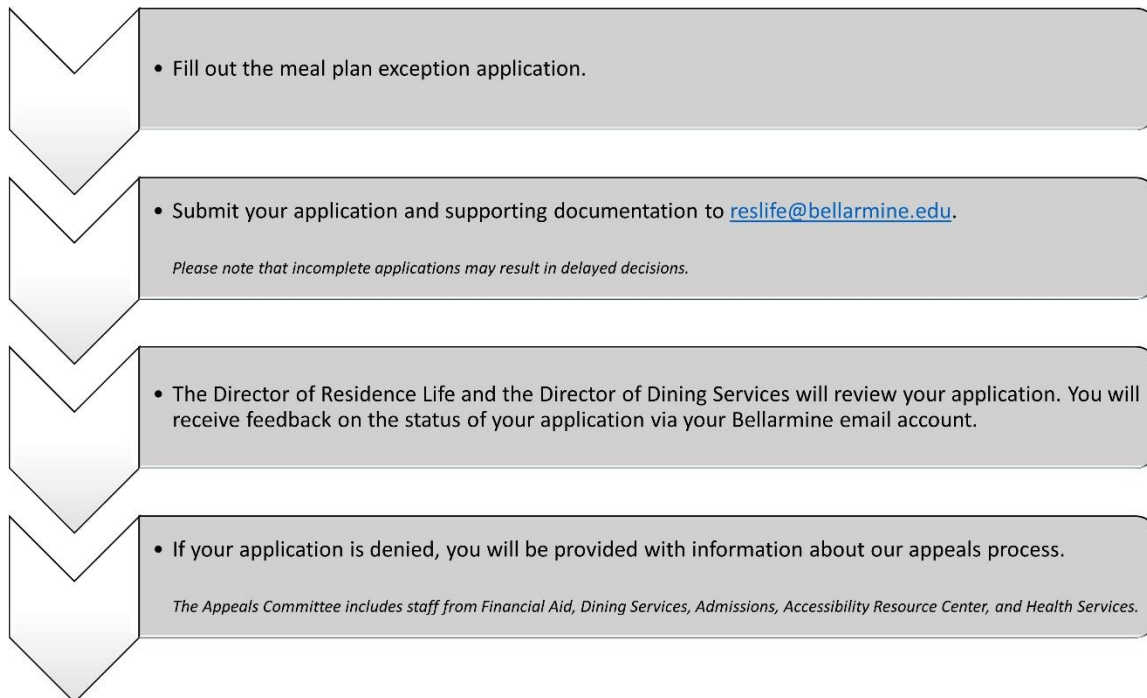 • Fill out the meal plan exception application.
• Submit your application and supporting documentation to reslife@bellarmine.edu.
Please note that incomplete applications may result in delayed decisions.
• The Director of Residence Life and the Director of Dining Services will review your application. You will
receive feedback on the status of your application via your Bellarmine email account.
• If your application is denied, you will be provided with information about our appeals process.
The Appeals Committee includes staff from Financial Aid, Dining Services, Admissions, Accessibility Resource Center, and Health Services.